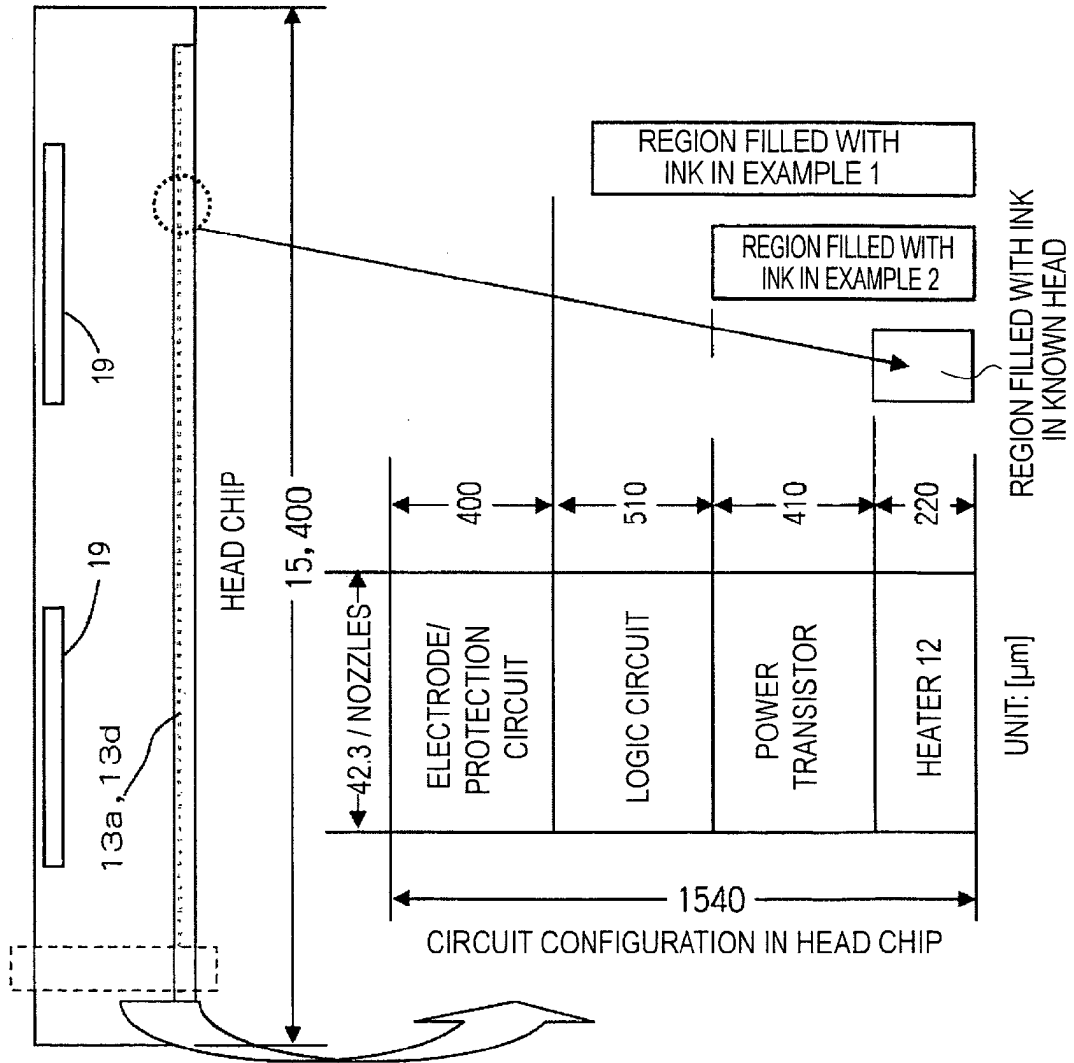 19
19
13a, 13d
HEAD CHIP
15, 400
42.3 / NOZZLES
ELECTRODE/
PROTECTION
CIRCUIT
LOGIC CIRCUIT
POWER
TRANSISTOR
HEATER 12
400
510
410
220
1540
CIRCUIT CONFIGURATION IN HEAD CHIP
UNIT: [µm]
REGION FILLED WITH
INK IN EXAMPLE 1
REGION FILLED WITH
INK IN EXAMPLE 2
REGION FILLED WITH INK
IN KNOWN HEAD